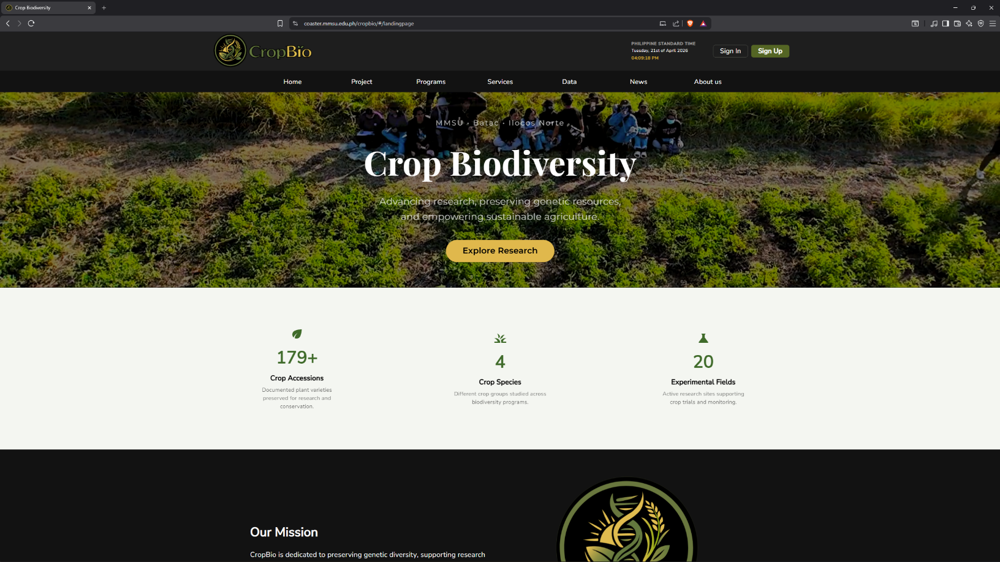 Crop Biodiversity
coaster.mmsu.edu.ph/cropbio/#/landingpage
CropBio
PHILIPPINE STANDARD TIME
Tuesday, 21st of April 2026
04:09:18 PM
Sign In
Sign Up
Home
Project
Programs
Services
Data
News
About us
MMSU • Batac • Ilocos Norte
Crop Biodiversity
Advancing research, preserving genetic resources,
and empowering sustainable agriculture.
Explore Research
179+
Crop Accessions
Documented plant varieties
preserved for research and
conservation.
4
Crop Species
Different crop groups studied across
biodiversity programs.
20
Experimental Fields
Active research sites supporting
crop trials and monitoring.
Our Mission
CropBio is dedicated to preserving genetic diversity, supporting research